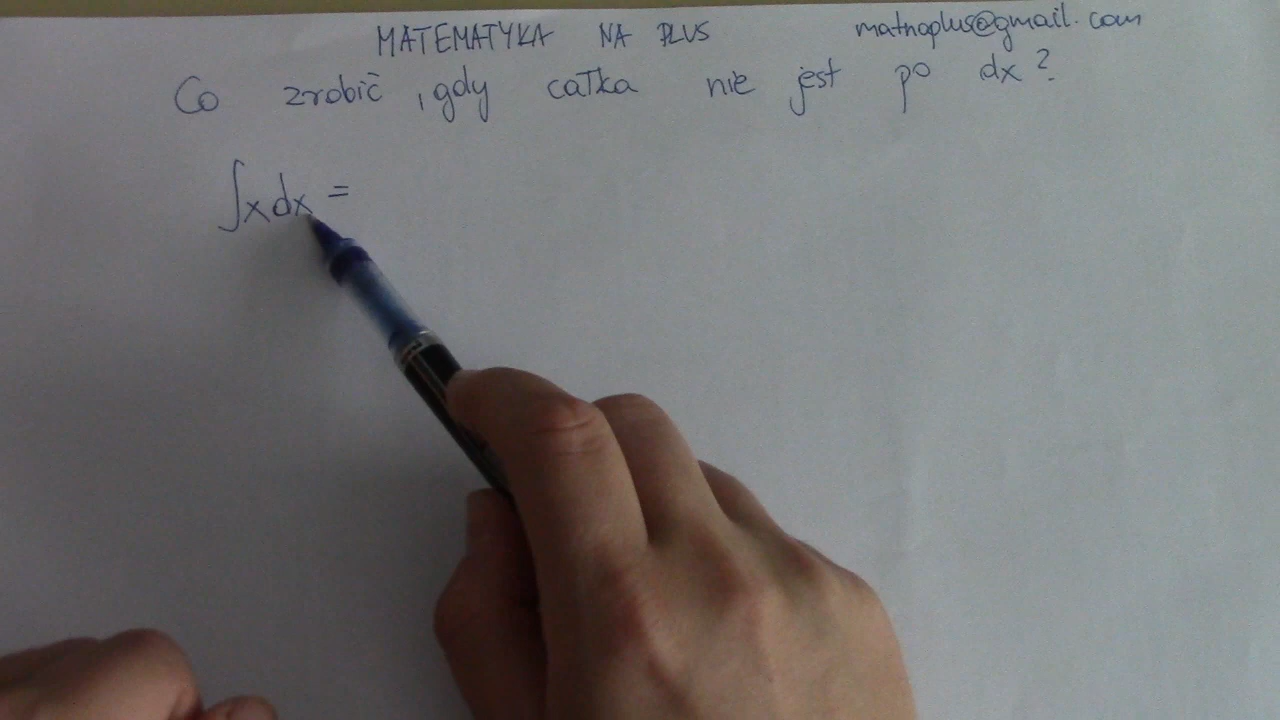 MATEMATYKA NA PLUS matnaplus@gmail.com
Co zrobić, gdy całka nie jest po dx?
∫x dx =